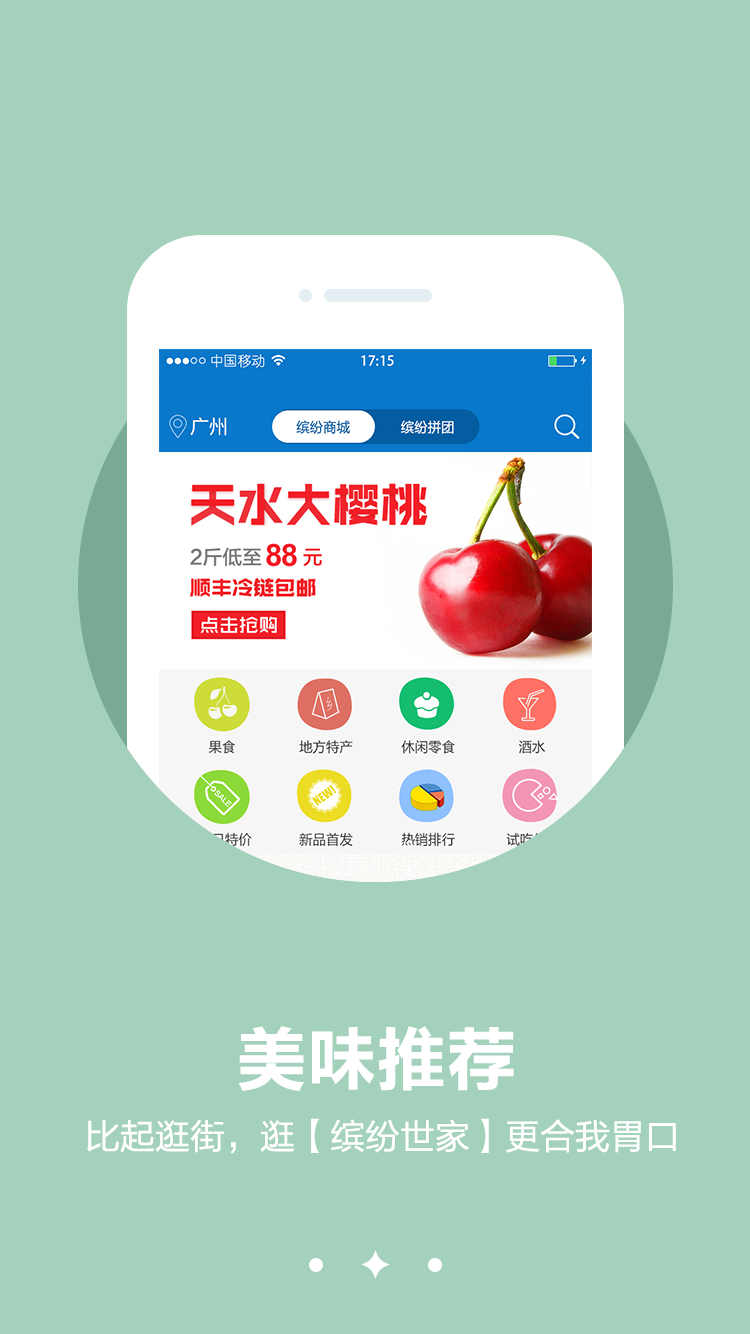 中国移动 17:15
广州 缤纷商城 缤纷拼团
天水大樱桃
2斤低至88元
顺丰冷链包邮
点击抢购
果食 地方特产 休闲零食 酒水
SALE NEW!
特价 新品首发 热销排行 试吃
美味推荐
比起逛街，逛【缤纷世家】更合我胃口